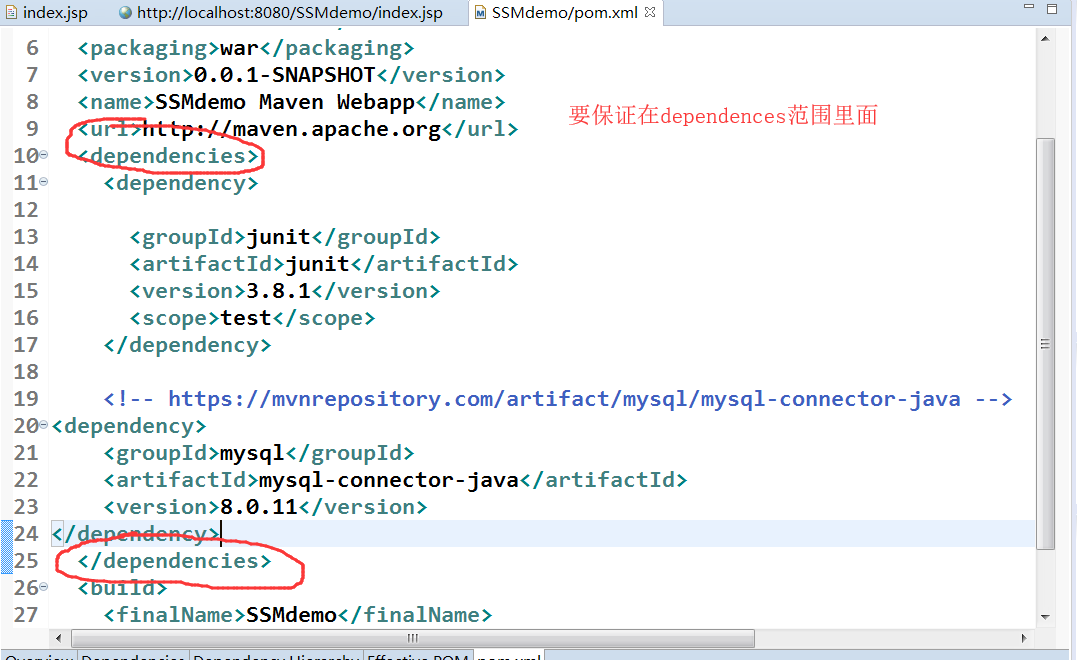 index.jsp http://localhost:8080/SSMdemo/index.jsp SSMdemo/pom.xml
6 <packaging>war</packaging>
7 <version>0.0.1-SNAPSHOT</version>
8 <name>SSMdemo Maven Webapp</name>
要保证在dependences范围里面
9 <url>http://maven.apache.org</url>
10 <dependencies>
11 <dependency>
12
13 <groupId>junit</groupId>
14 <artifactId>junit</artifactId>
15 <version>3.8.1</version>
16 <scope>test</scope>
17 </dependency>
18
19 <!-- https://mvnrepository.com/artifact/mysql/mysql-connector-java -->
20 <dependency>
21 <groupId>mysql</groupId>
22 <artifactId>mysql-connector-java</artifactId>
23 <version>8.0.11</version>
24 </dependency>
25 </dependencies>
26 <build>
27 <finalName>SSMdemo</finalName>
Overview Dependencies Dependency Hierarchy Effective POM pom.xml